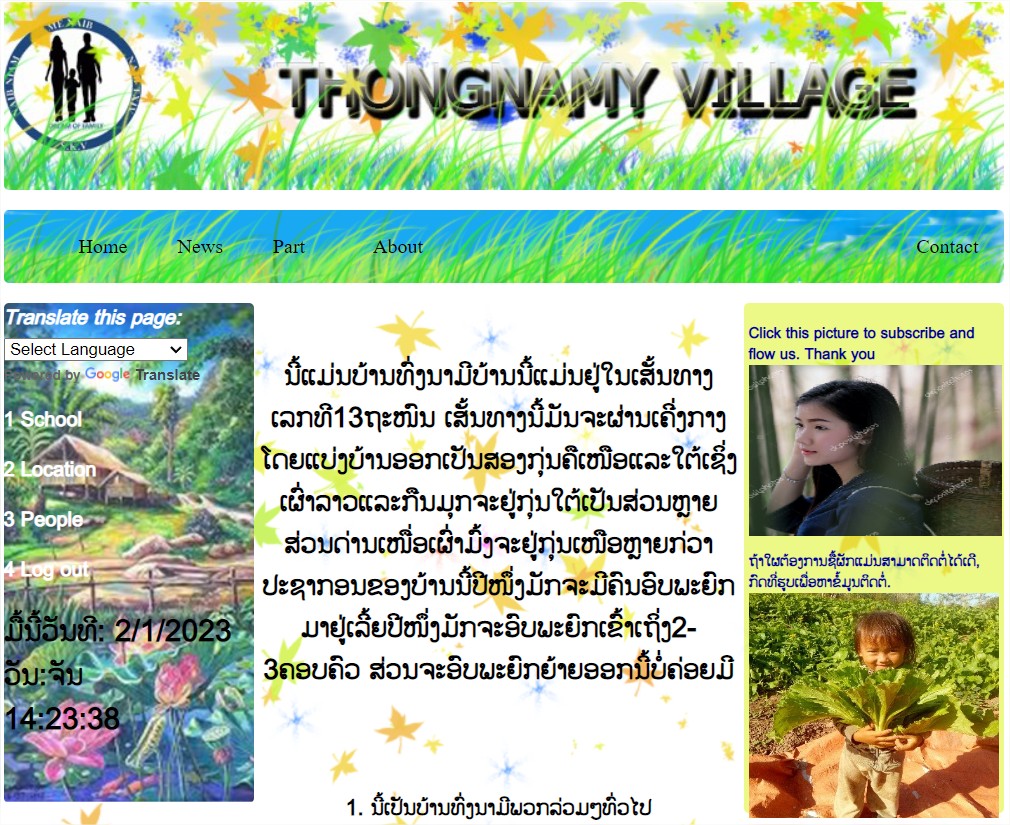 THONGNAMY VILLAGE
DREAM OF FAMILY
Home News Part About Contact
Translate this page:
Select Language
Powered by Google Translate
1 School
2 Location
3 People
4 Log out
ມື້ນີ້ວັນທີ: 2/1/2023
ວັນ:ຈັນ
14:23:38
ນີ້ແມ່ນບ້ານທົ່ງນາມີບ້ານນີ້ແມ່ນຢູ່ໃນເສັ້ນທາງ
ເລກທີ13ຖະໜົນ ເສັ້ນທາງນີ້ມັນຈະຜ່ານເຄີ່ງກາງ
ໂດຍແບ່ງບ້ານອອກເປັນສອງກຸ່ນຄືເໜືອແລະໃຕ້ເຊິ່ງ
ເຜົ່າລາວແລະກຶມມຸກຈະຢູ່ກຸ່ນໃຕ້ເປັນສ່ວນຫຼາຍ
ສ່ວນດ່ານເໜື່ອເຜົ່າມົ້ງຈະຢູ່ກຸ່ນເໜືອຫຼາຍກ່ວາ
ປະຊາກອນຂອງບ້ານນີ້ປີໜຶ່ງມັກຈະມີຄົນອົບພະຍົກ
ມາຢູ່ເລື້ຍປີໜຶ່ງມັກຈະອົບພະຍົກເຂົ້າເຖິ່ງ2-
3ຄອບຄົວ ສ່ວນຈະອົບພະຍົກຍ້າຍອອກນີ້ບໍ່ຄ່ອຍມີ
1. ນີ້ເປັນບ້ານທົ່ງນາມີພວກລ່ວມໆທົ່ວໄປ
Click this picture to subscribe and
flow us. Thank you
depositphotos
ຖ້າໃຜຕ້ອງການຊື້ຜັກແມ່ນສາມາດຕິດຕໍ່ໄດ້ເດີ,
ກົດທີ່ຮູບເພື່ອຫາຂໍ້ມູນຕິດຕໍ່.